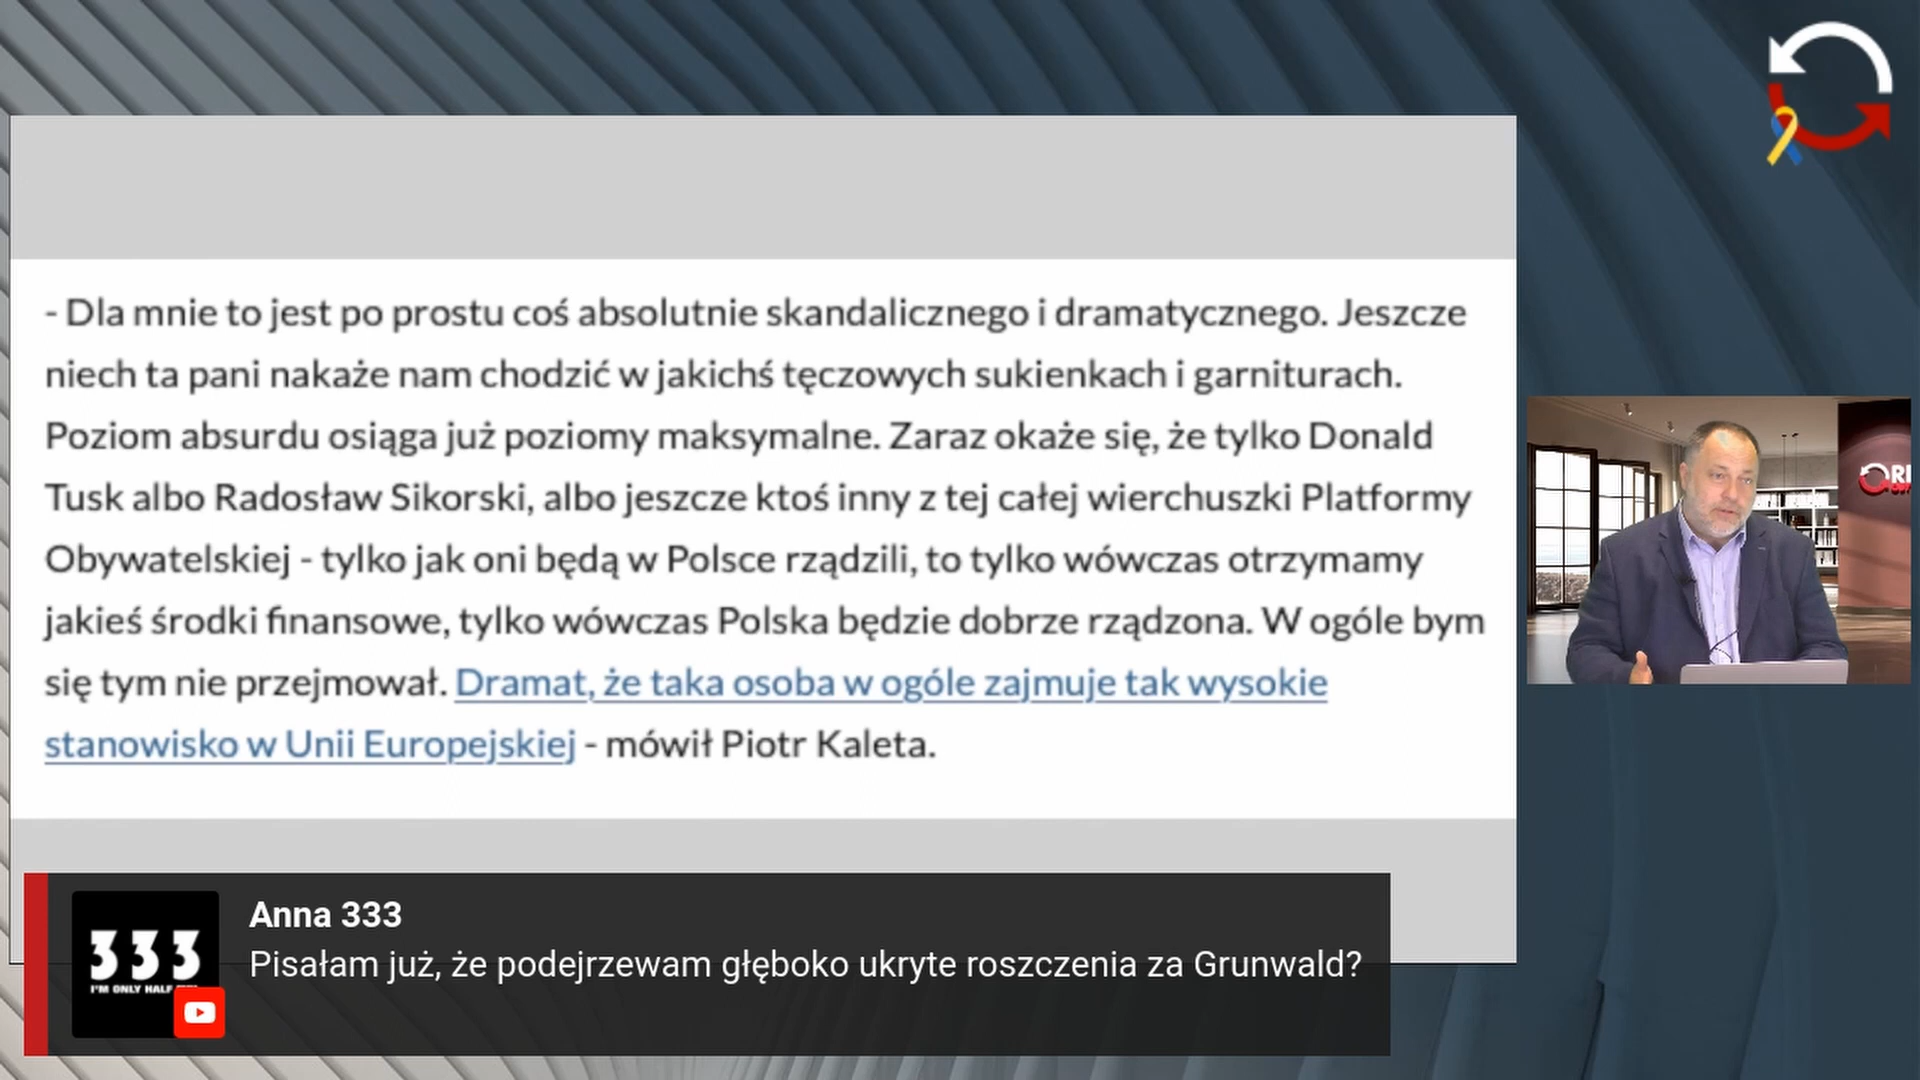 - Dla mnie to jest po prostu coś absolutnie skandalicznego i dramatycznego. Jeszcze
niech ta pani nakaże nam chodzić w jakichś tęczowych sukienkach i garniturach.
Poziom absurdu osiąga już poziomy maksymalne. Zaraz okaże się, że tylko Donald
Tusk albo Radosław Sikorski, albo jeszcze ktoś inny z tej całej wierchuszki Platformy
Obywatelskiej - tylko jak oni będą w Polsce rządzili, to tylko wówczas otrzymamy
jakieś środki finansowe, tylko wówczas Polska będzie dobrze rządzona. W ogóle bym
się tym nie przejmował. Dramat, że taka osoba w ogóle zajmuje tak wysokie
stanowisko w Unii Europejskiej - mówił Piotr Kaleta.
Anna 333
Pisałam już, że podejrzewam głęboko ukryte roszczenia za Grunwald?
333
I'M ONLY HALF